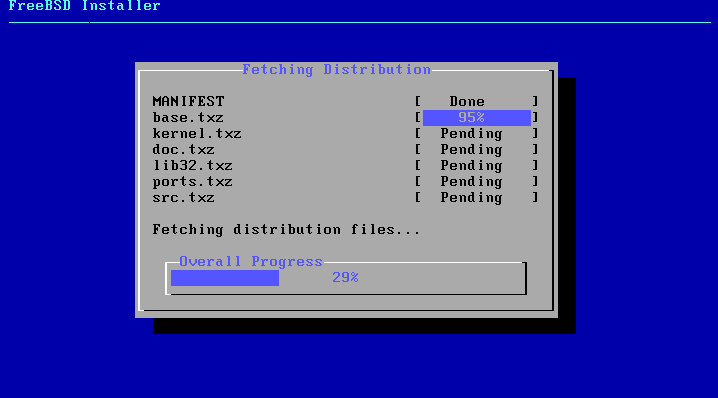 FreeBSD Installer
Fetching Distribution
MANIFEST [ Done ]
base.txz [ 95% ]
kernel.txz [ Pending ]
doc.txz [ Pending ]
lib32.txz [ Pending ]
ports.txz [ Pending ]
src.txz [ Pending ]
Fetching distribution files...
Overall Progress
29%